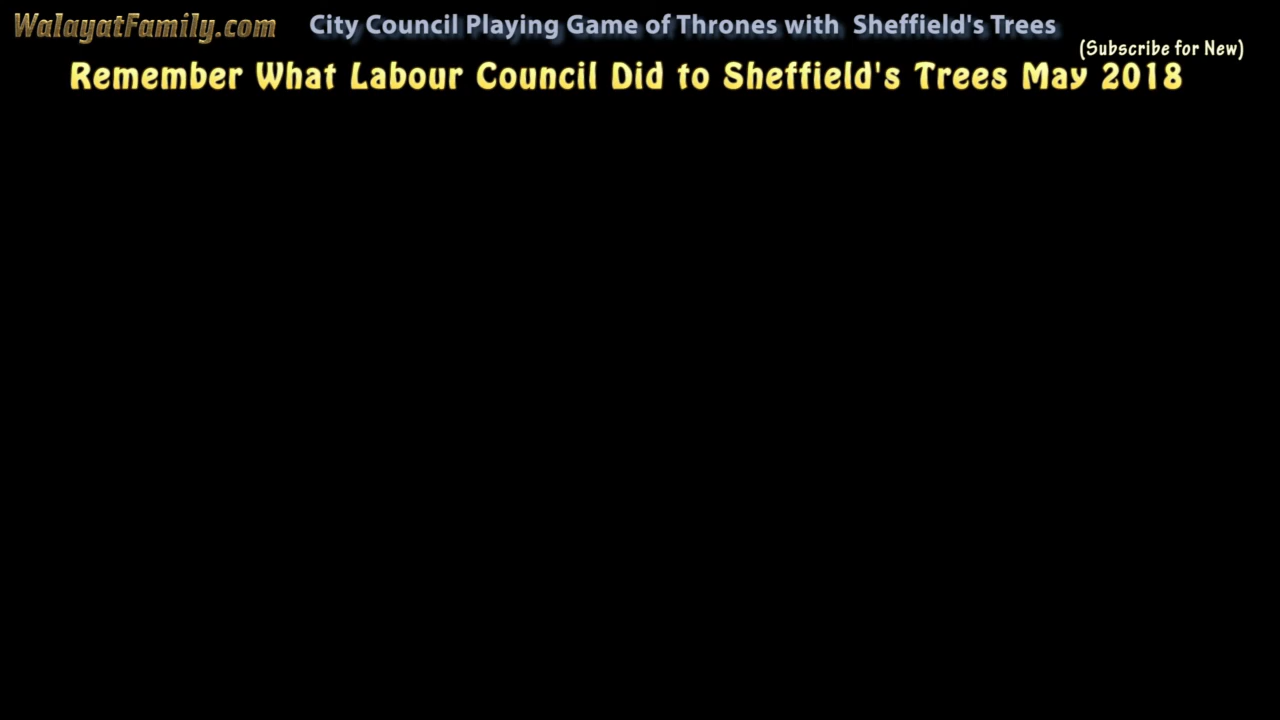 WalayatFamily.com
City Council Playing Game of Thrones with Sheffield's Trees
(Subscribe for New)
Remember What Labour Council Did to Sheffield's Trees May 2018